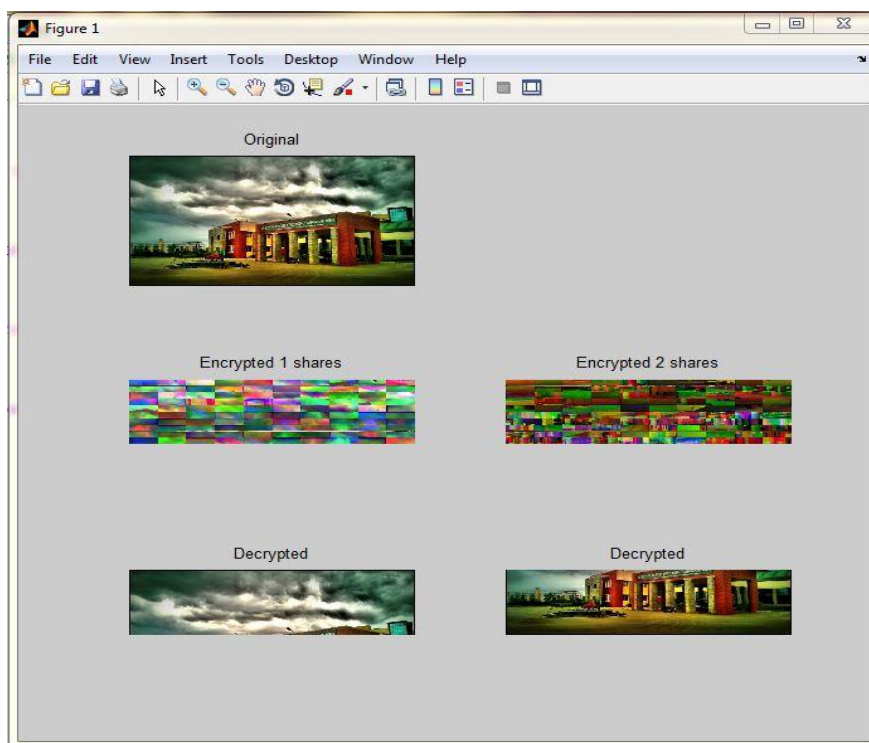 Figure 1
File Edit View Insert Tools Desktop Window Help
Original
Encrypted 1 shares
Encrypted 2 shares
Decrypted
Decrypted